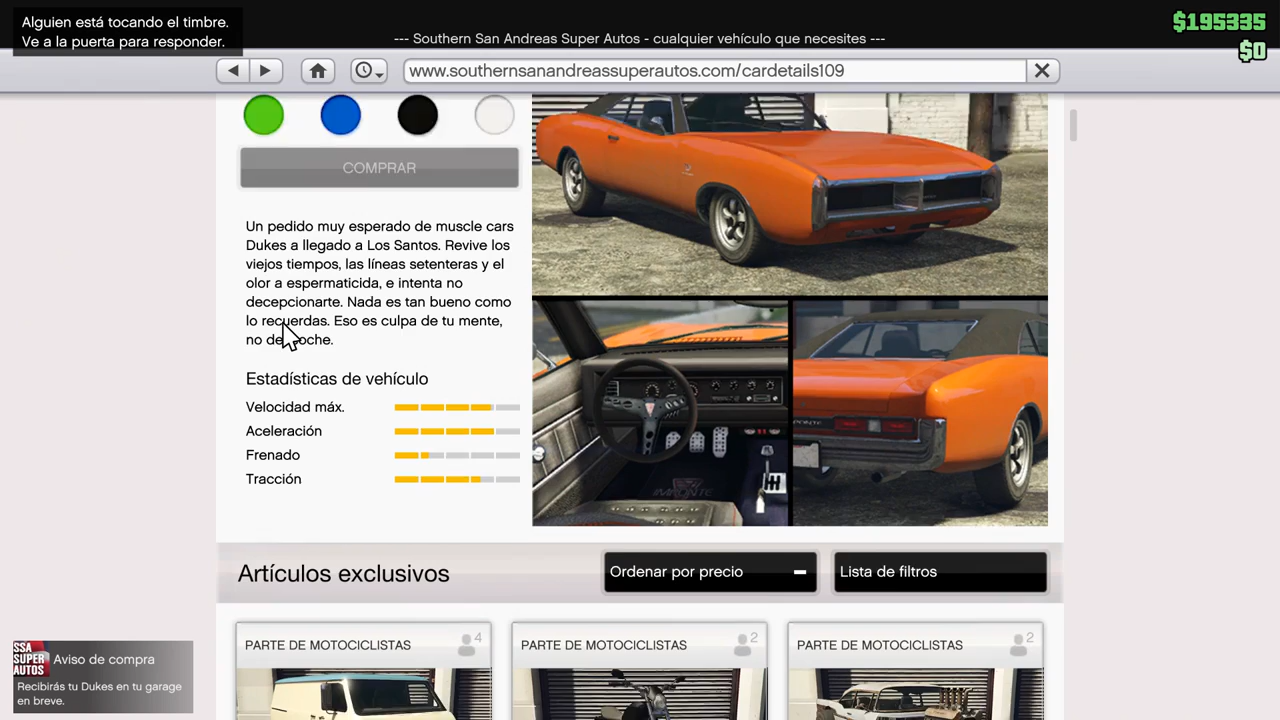 Alguien está tocando el timbre.
Ve a la puerta para responder.
--- Southern San Andreas Super Autos - cualquier vehículo que necesites ---
$195335
$0
www.southernsanandreassuperautos.com/cardetails109
COMPRAR
Un pedido muy esperado de muscle cars
Dukes a llegado a Los Santos. Revive los
viejos tiempos, las líneas setenteras y el
olor a espermaticida, e intenta no
decepcionarte. Nada es tan bueno como
lo recuerdas. Eso es culpa de tu mente,
no de
Estadísticas de vehículo
Velocidad máx.
Aceleración
Frenado
Tracción
IMPONTE
Artículos exclusivos
Ordenar por precio
Lista de filtros
PARTE DE MOTOCICLISTAS 4
PARTE DE MOTOCICLISTAS 2
PARTE DE MOTOCICLISTAS 2
SSA
SUPER
AUTOS
Aviso de compra
Recibirás tu Dukes en tu garage
en breve.